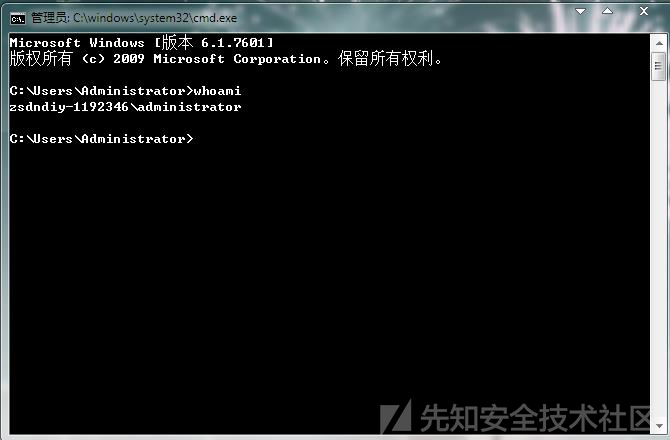 管理员: C:\windows\system32\cmd.exe
Microsoft Windows [版本 6.1.7601]
版权所有 (c) 2009 Microsoft Corporation。保留所有权利。
C:\Users\Administrator>whoami
zsdndiy-1192346\administrator
C:\Users\Administrator>
先知安全技术社区